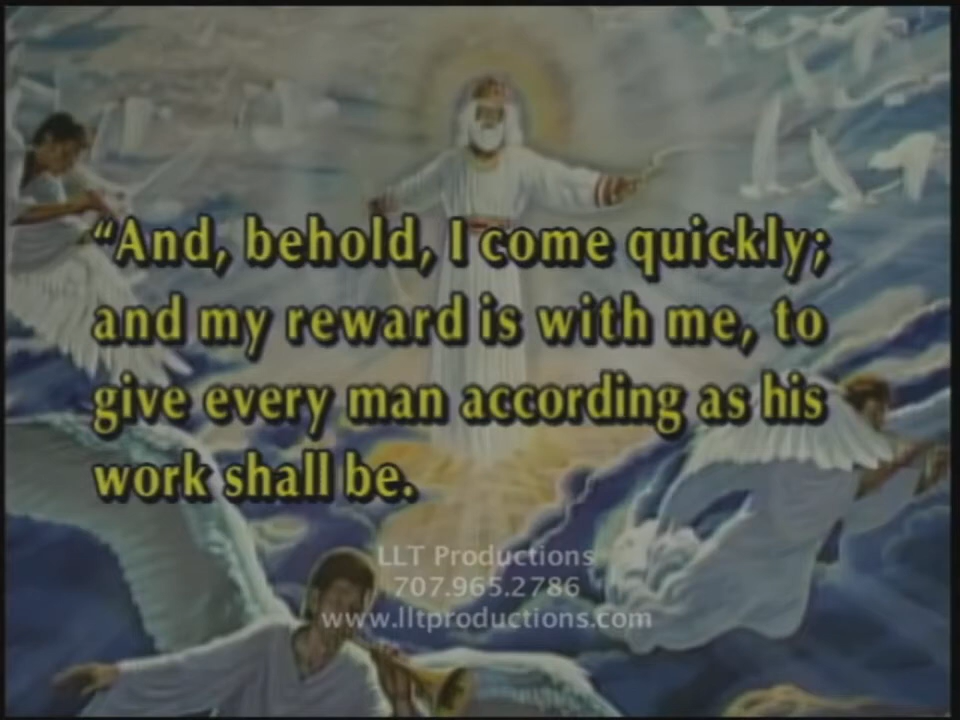 “And, behold, I come quickly;
and my reward is with me, to
give every man according as his
work shall be.
LLT Productions
707.965.2786
www.lltproductions.com